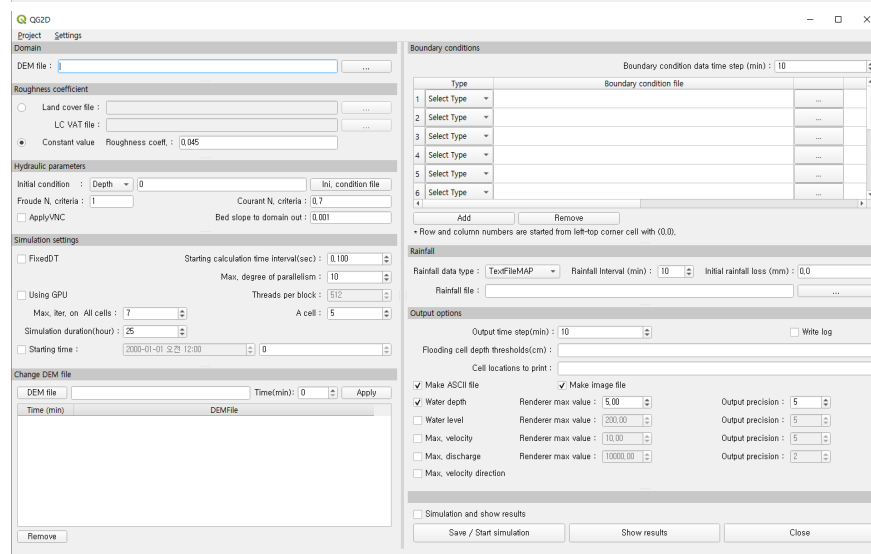 QG2D
Project Settings
Domain
DEM file : ...
Roughness coefficient
Land cover file : ...
LC VAT file : ...
Constant value Roughness coeff, : 0,045
Hydraulic parameters
Initial condition : Depth 0 Ini, condition file
Froude N, criteria : 1 Courant N, criteria : 0,7
ApplyVNC Bed slope to domain out : 0,001
Simulation settings
FixedDT Starting calculation time interval(sec) : 0,100
Max, degree of parallelism : 10
Using GPU Threads per block : 512
Max, iter, on All cells : 7 A cell : 5
Simulation duration(hour) : 25
Starting time : 2000-01-01 오전 12:00 0
Change DEM file
DEM file Time(min): 0 Apply
Time (min) DEMFile
Remove
Boundary conditions
Boundary condition data time step (min) : 10
Type Boundary condition file
1 Select Type ...
2 Select Type ...
3 Select Type ...
4 Select Type ...
5 Select Type ...
6 Select Type ...
Add Remove
* Row and column numbers are started from left-top corner cell with (0,0),
Rainfall
Rainfall data type : TextFileMAP Rainfall Interval (min) : 10 Initial rainfall loss (mm) : 0,0
Rainfall file : ...
Output options
Output time step(min) : 10 Write log
Flooding cell depth thresholds(cm) :
Cell locations to print :
Make ASCII file Make image file
Water depth Renderer max value : 5,00 Output precision : 5
Water level Renderer max value : 200,00 Output precision : 5
Max, velocity Renderer max value : 10,00 Output precision : 5
Max, discharge Renderer max value : 10000,00 Output precision : 2
Max, velocity direction
Simulation and show results
Save / Start simulation Show results Close